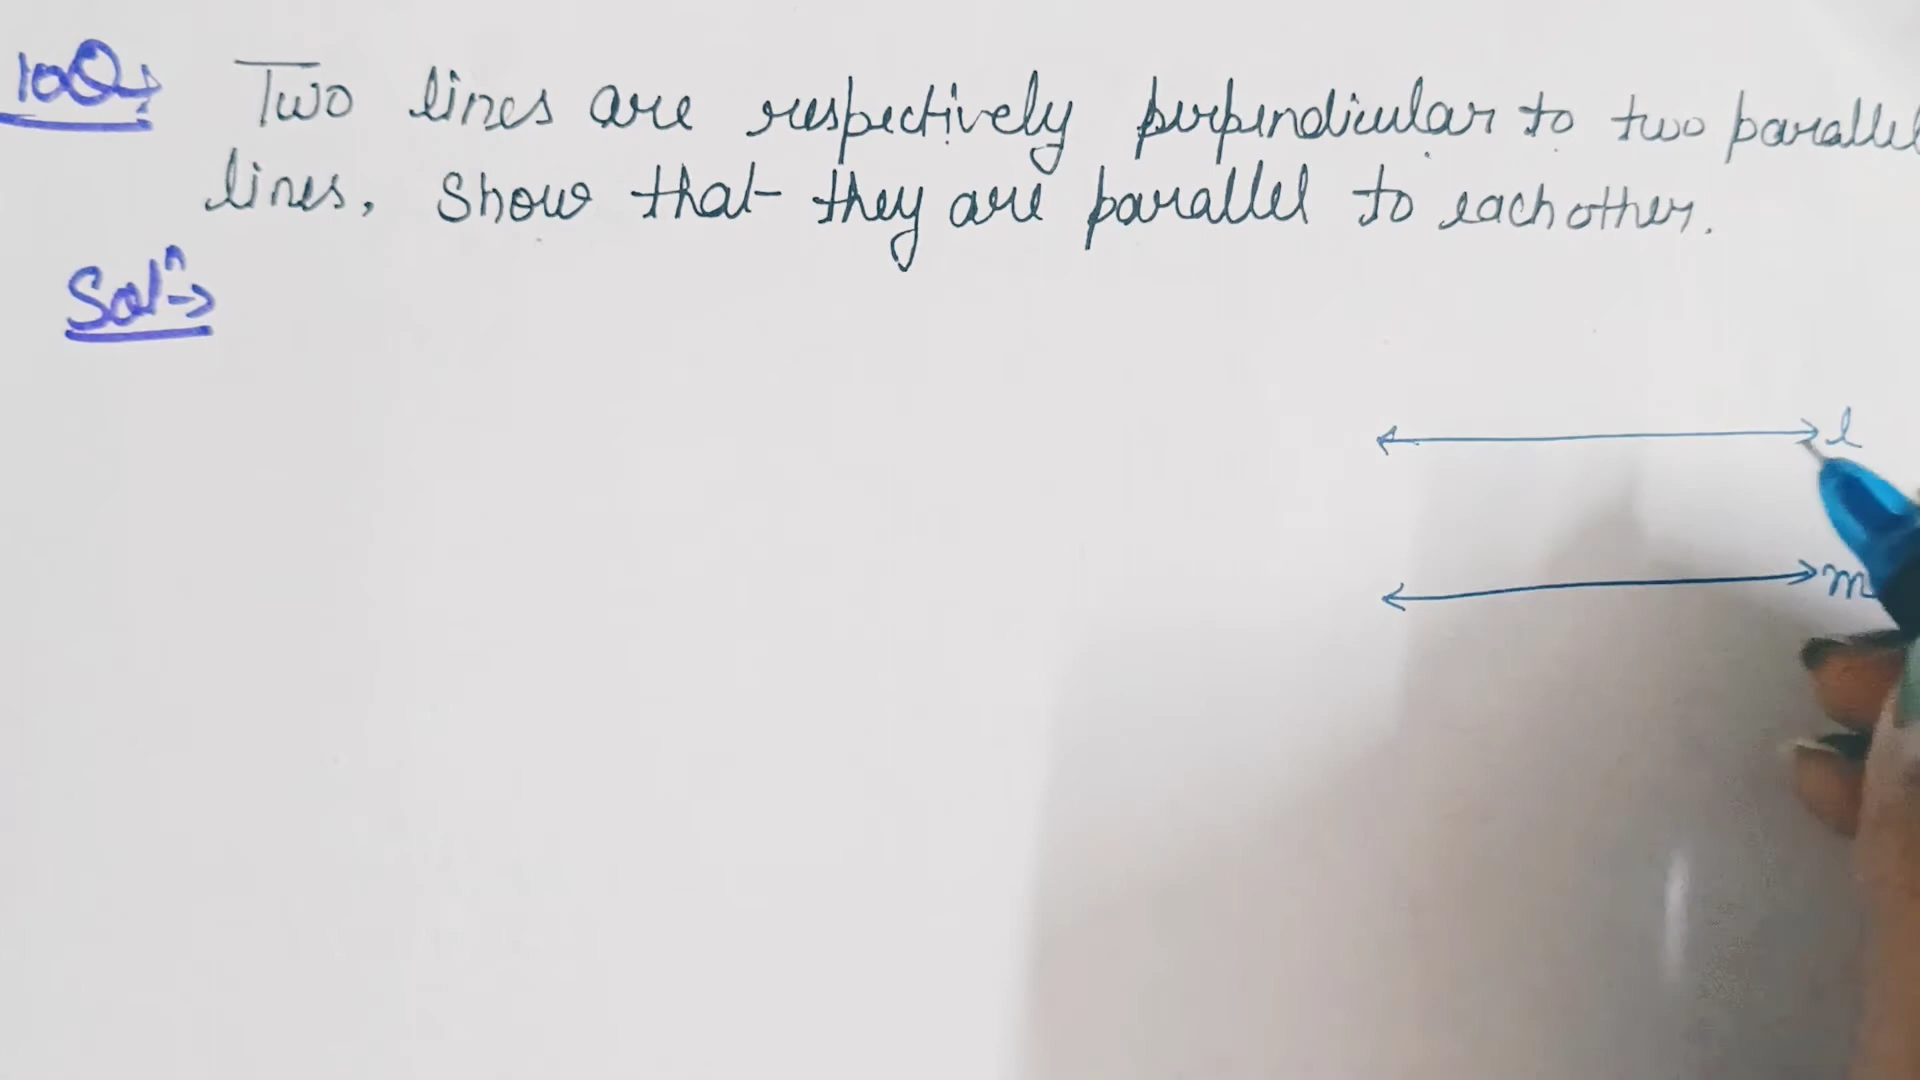 10Q→ Two lines are respectively perpendicular to two parallel
lines, Show that they are parallel to each other.
Solⁿ→
l
m